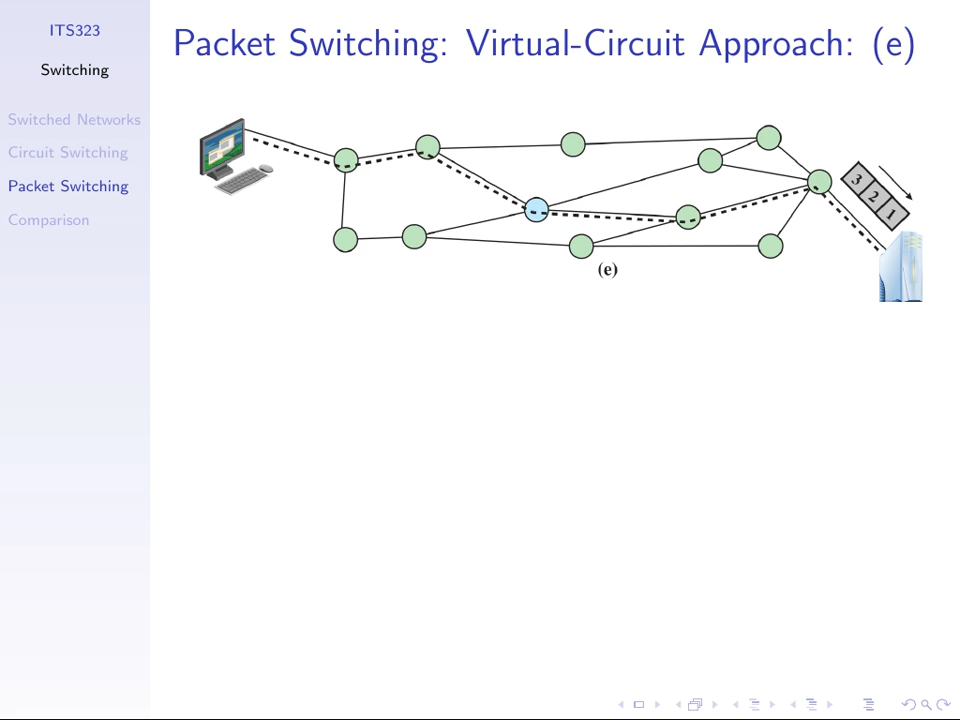 ITS323
Switching
Switched Networks
Circuit Switching
Packet Switching
Comparison
Packet Switching: Virtual-Circuit Approach: (e)
3 2 1
(e)